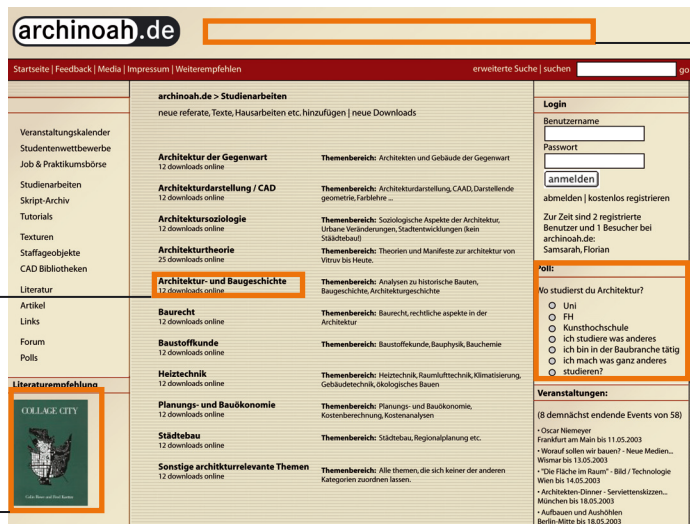 archinoah.de
Startseite | Feedback | Media | Impressum | Weiterempfehlen
erweiterte Suche | suchen
go
Veranstaltungskalender
Studentenwettbewerbe
Job & Praktikumsbörse
Studienarbeiten
Skript-Archiv
Tutorials
Texturen
Staffageobjekte
CAD Bibliotheken
Literatur
Artikel
Links
Forum
Polls
Literaturempfehlung
COLLAGE CITY
archinoah.de > Studienarbeiten
neue referate, Texte, Hausarbeiten etc. hinzufügen | neue Downloads
Architektur der Gegenwart
12 downloads online
Themenbereich: Architekten und Gebäude der Gegenwart
Architekturdarstellung / CAD
12 downloads online
Themenbereich: Architekturdarstellung, CAAD, Darstellende
geometrie, Farblehre ...
Architektursoziologie
12 downloads online
Themenbereich: Soziologische Aspekte der Architektur,
Urbane Veränderungen, Stadtentwicklungen (kein
Stäädtebau!)
Architekturtheorie
25 downloads online
Themenbereich: Theorien und Manifeste zur architektur von
Vitruv bis Heute.
Architektur- und Baugeschichte
12 downloads online
Themenbereich: Analysen zu historische Bauten,
Baugeschichte, Architekturgeschichte
Baurecht
12 downloads online
Themenbereich: Baurecht, rechtliche aspekte in der
Architektur
Baustoffkunde
12 downloads online
Themenbereich: Baustoffekunde, Bauphysik, Bauchemie
Heiztechnik
12 downloads online
Themenbereich: Heiztechnik, Raumlufttechnik, Klimatisierung,
Gebäudetechnik, ökologisches Bauen
Planungs- und Bauökonomie
12 downloads online
Themenbereich: Planungs- und Bauökonomie,
Kostenberechnung, Kostenanalysen
Städtebau
12 downloads online
Themenbereich: Städtebau, Regionalplanung etc.
Sonstige architkturrelevante Themen
12 downloads online
Themenbereich: Alle themen, die sich keiner der anderen
Kategorien zuordnen lassen.
Login
Benutzername
Passwort
anmelden
abmelden | kostenlos registrieren
Zur Zeit sind 2 registrierte
Benutzer und 1 Besucher bei
archinoah.de:
Samsarah, Florian
Poll:
Wo studierst du Architektur?
Uni
FH
Kunsthochschule
ich studiere was anderes
ich bin in der Baubranche tätig
ich mach was ganz anderes
studieren?
Veranstaltungen:
(8 demnächst endende Events von 58)
• Oscar Niemeyer
Frankfurt am Main bis 11.05.2003
• Worauf sollen wir bauen? - Neue Medien...
Wismar bis 13.05.2003
• "Die Fläche im Raum" - Bild / Technologie
Wien bis 14.05.2003
• Architekten-Dinner - Serviettenskizzen...
München bis 18.05.2003
• Aufbauen und Aushöhlen
Berlin-Mitte bis 18.05.2003